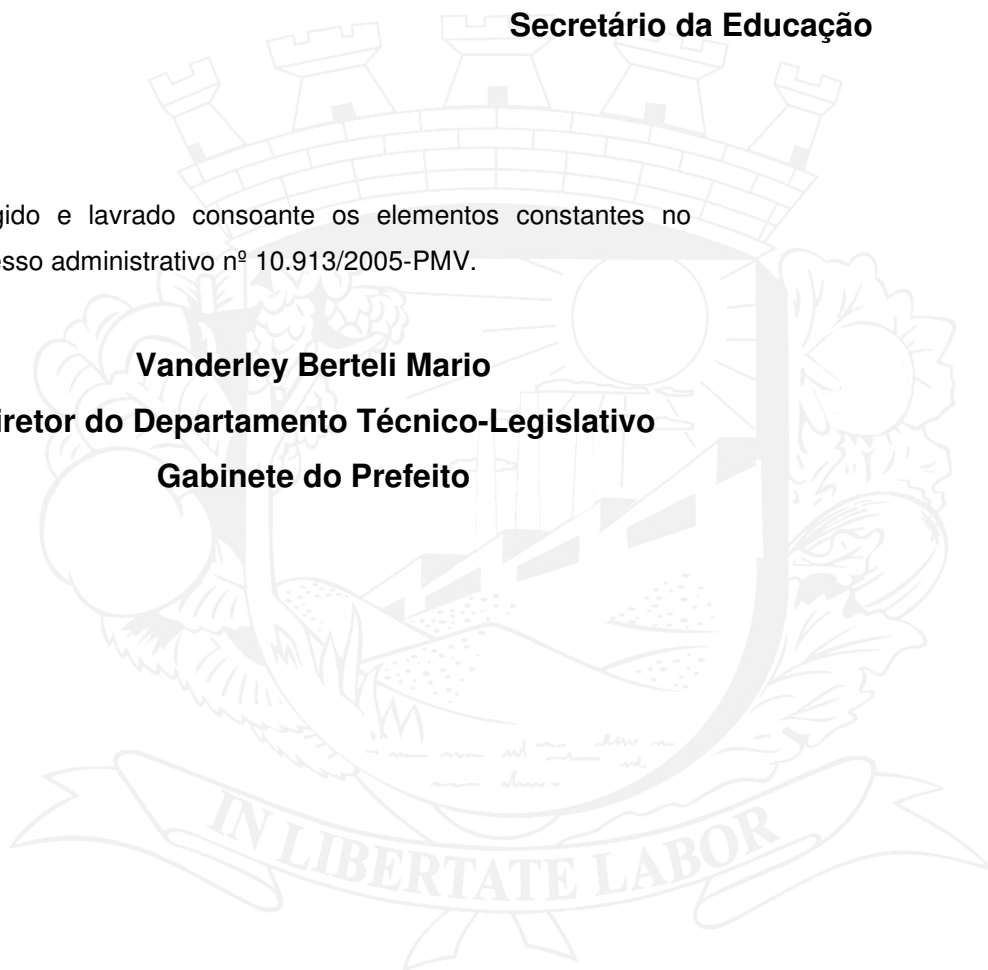 Secretário da Educação
gido e lavrado consoante os elementos constantes no
esso administrativo nº 10.913/2005-PMV.
Vanderley Berteli Mario
iretor do Departamento Técnico-Legislativo
Gabinete do Prefeito
IN LIBERTATE LABOR